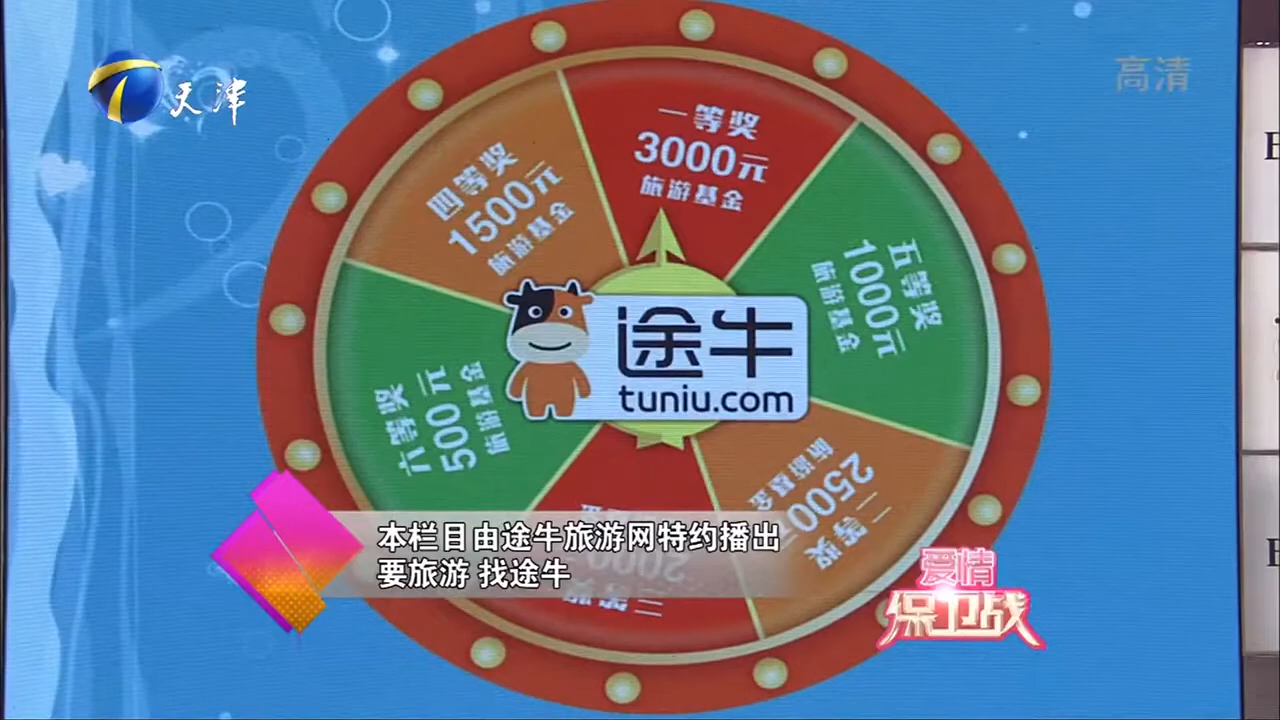 天津
高清
一等奖
3000元
旅游基金
四等奖
1500元
旅游基金
五等奖
1000元
旅游基金
途牛
tuniu.com
六等奖
500元
旅游基金
二等奖
2500元
旅游基金
三等奖
2000
本栏目由途牛旅游网特约播出
要旅游 找途牛
爱情
保卫战